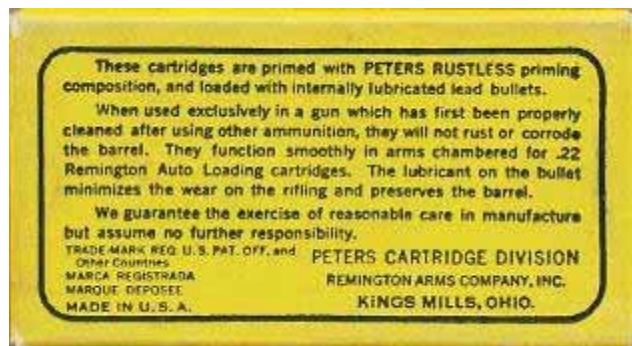 These cartridges are primed with PETERS RUSTLESS priming
composition, and loaded with internally lubricated lead bullets.
When used exclusively in a gun which has first been properly
cleaned after using other ammunition, they will not rust or corrode
the barrel. They function smoothly in arms chambered for .22
Remington Auto Loading cartridges. The lubricant on the bullet
minimizes the wear on the rifling and preserves the barrel.
We guarantee the exercise of reasonable care in manufacture
but assume no further responsibility.
TRADE-MARK REG. U.S. PAT. OFF. and
Other Countries
MARCA REGISTRADA
MARQUE DEPOSEE
MADE IN U.S.A.
PETERS CARTRIDGE DIVISION
REMINGTON ARMS COMPANY, INC.
KINGS MILLS, OHIO.